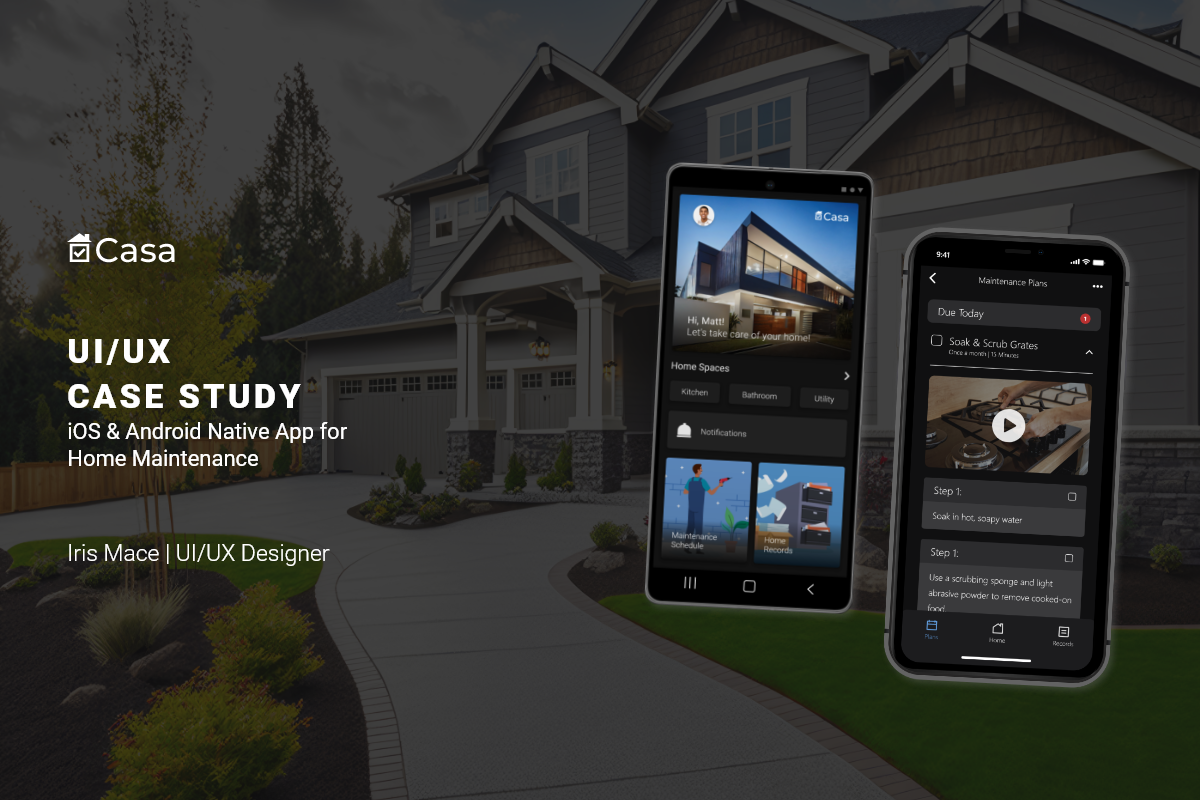 Casa
UI/UX
CASE STUDY
iOS & Android Native App for
Home Maintenance
Iris Mace | UI/UX Designer
Casa
Hi, Matt!
Let's take care of your home!
Home Spaces
Kitchen
Bathroom
Utility
Notifications
Maintenance
Schedule
Home
Records
9:41
Maintenance Plans
Due Today
1
Soak & Scrub Grates
Once a month | 15 Minutes
Step 1:
Soak in hot, soapy water
Step 1:
Use a scrubbing sponge and light
abrasive powder to remove cooked-on
food
Plans
Home
Records